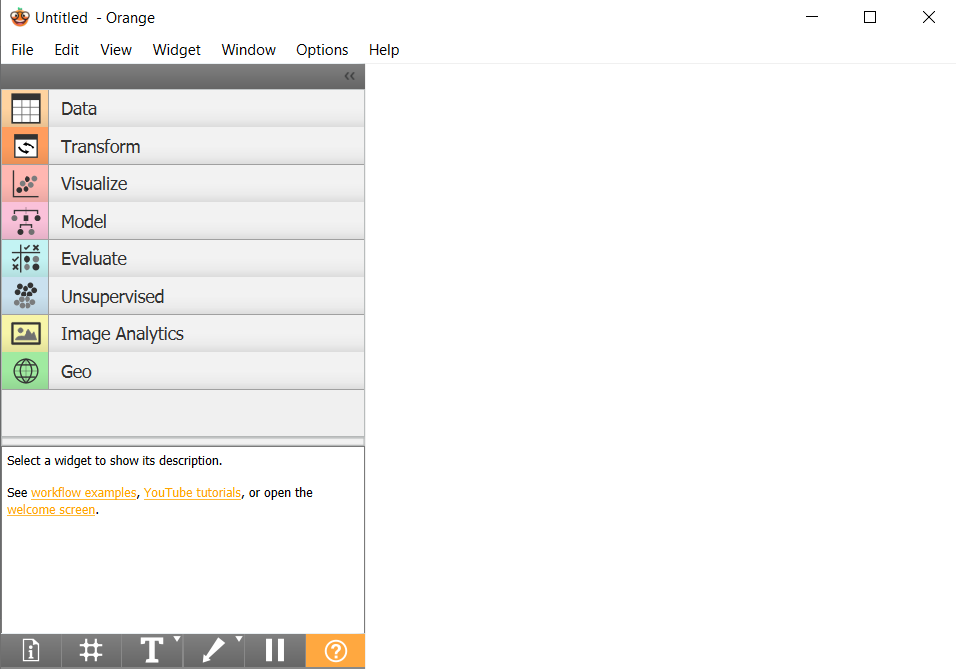 Untitled - Orange
File Edit View Widget Window Options Help
Data
Transform
Visualize
Model
Evaluate
Unsupervised
Image Analytics
Geo
Select a widget to show its description.
See workflow examples, YouTube tutorials, or open the
welcome screen.
T
?